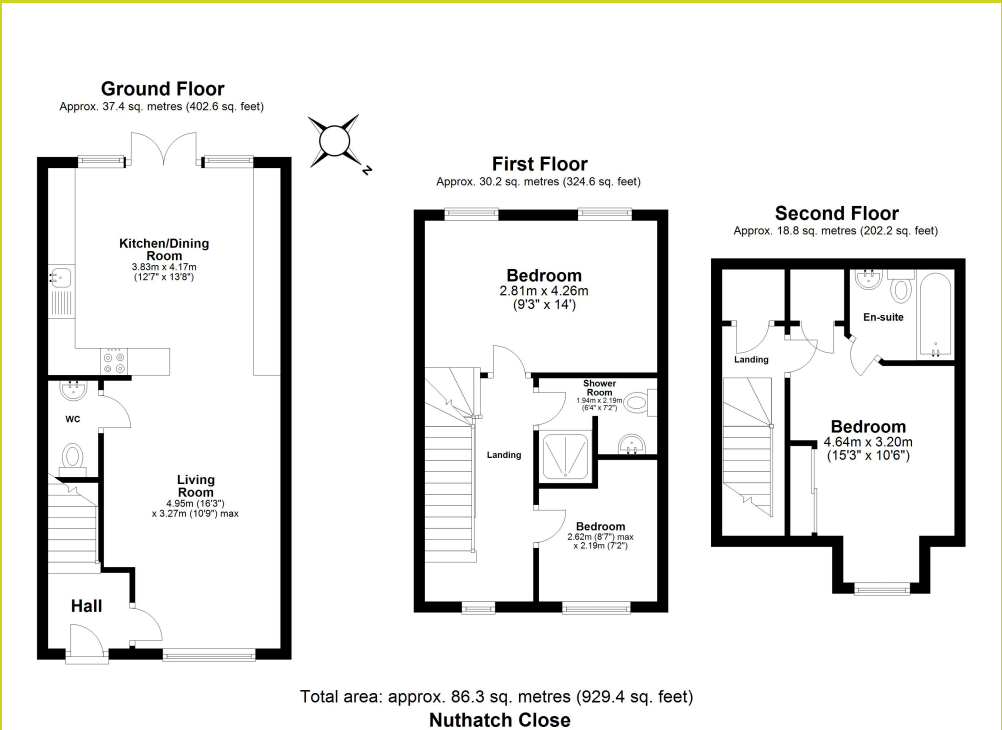 Ground Floor
Approx. 37.4 sq. metres (402.6 sq. feet)
Kitchen/Dining
Room
3.83m x 4.17m
(12'7" x 13'8")
WC
Living
Room
4.95m (16'3")
x 3.27m (10'9") max
Hall
N
First Floor
Approx. 30.2 sq. metres (324.6 sq. feet)
Bedroom
2.81m x 4.26m
(9'3" x 14')
Shower
Room
1.94m x 2.19m
(6'4" x 7'2")
Landing
Bedroom
2.62m (8'7") max
x 2.19m (7'2")
Second Floor
Approx. 18.8 sq. metres (202.2 sq. feet)
En-suite
Landing
Bedroom
4.64m x 3.20m
(15'3" x 10'6")
Total area: approx. 86.3 sq. metres (929.4 sq. feet)
Nuthatch Close